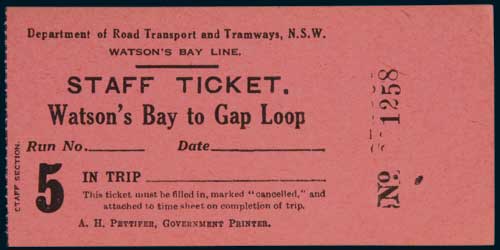 Department of Road Transport and Tramways, N.S.W.
WATSON'S BAY LINE.
STAFF TICKET.
Watson's Bay to Gap Loop
Run No. Date
STAFF SECTION.
5 IN TRIP
This ticket must be filled in, marked "cancelled," and
attached to time sheet on completion of trip.
A. H. PETTIFER, GOVERNMENT PRINTER.
No. 1258